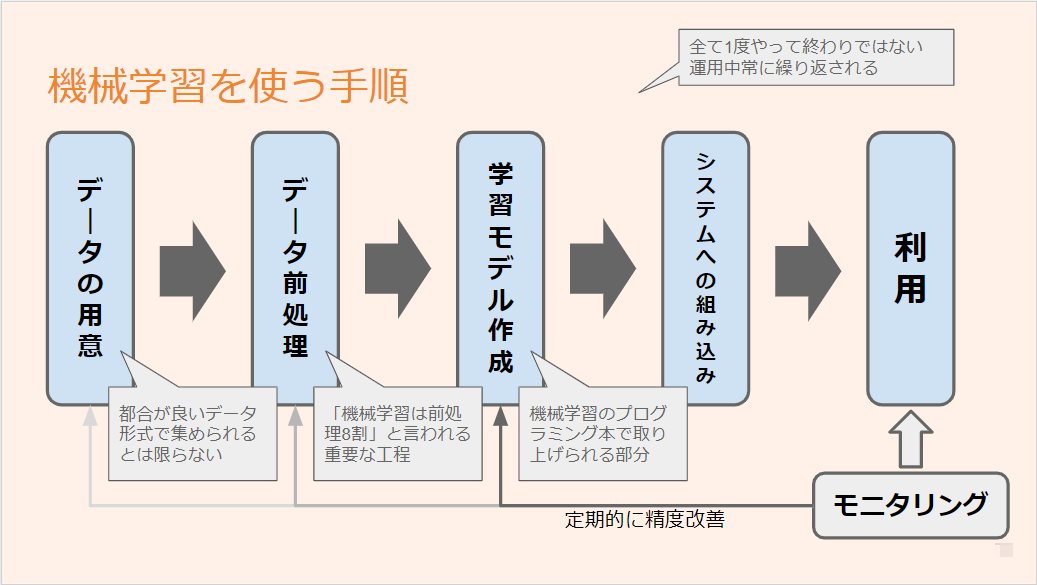 全て1度やって終わりではない
運用中常に繰り返される
機械学習を使う手順
データの用意
データ前処理
学習モデル作成
システムへの組み込み
利用
都合が良いデータ
形式で集められる
とは限らない
「機械学習は前処
理8割」と言われる
重要な工程
機械学習のプログ
ラミング本で取り
上げられる部分
モニタリング
定期的に精度改善